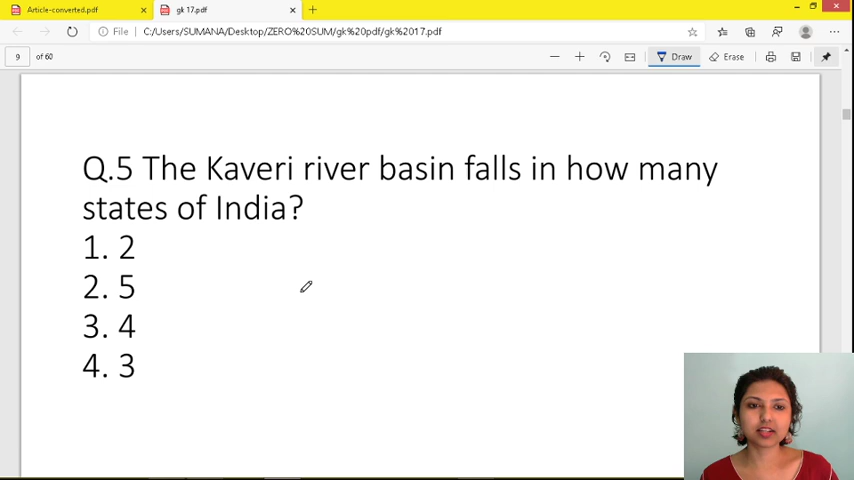 Article-converted.pdf
gk 17.pdf
File C:/Users/SUMANA/Desktop/ZERO%20SUM/gk%20pdf/gk%2017.pdf
9 of 60 Draw Erase
Q.5 The Kaveri river basin falls in how many
states of India?
1. 2
2. 5
3. 4
4. 3